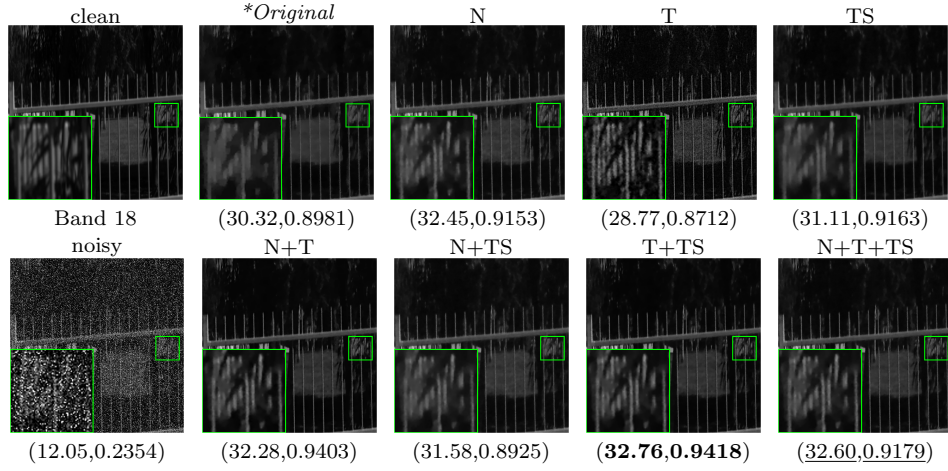 clean *Original N T TS
Band 18 (30.32,0.8981) (32.45,0.9153) (28.77,0.8712) (31.11,0.9163)
noisy N+T N+TS T+TS N+T+TS
(12.05,0.2354) (32.28,0.9403) (31.58,0.8925) (32.76,0.9418) (32.60,0.9179)